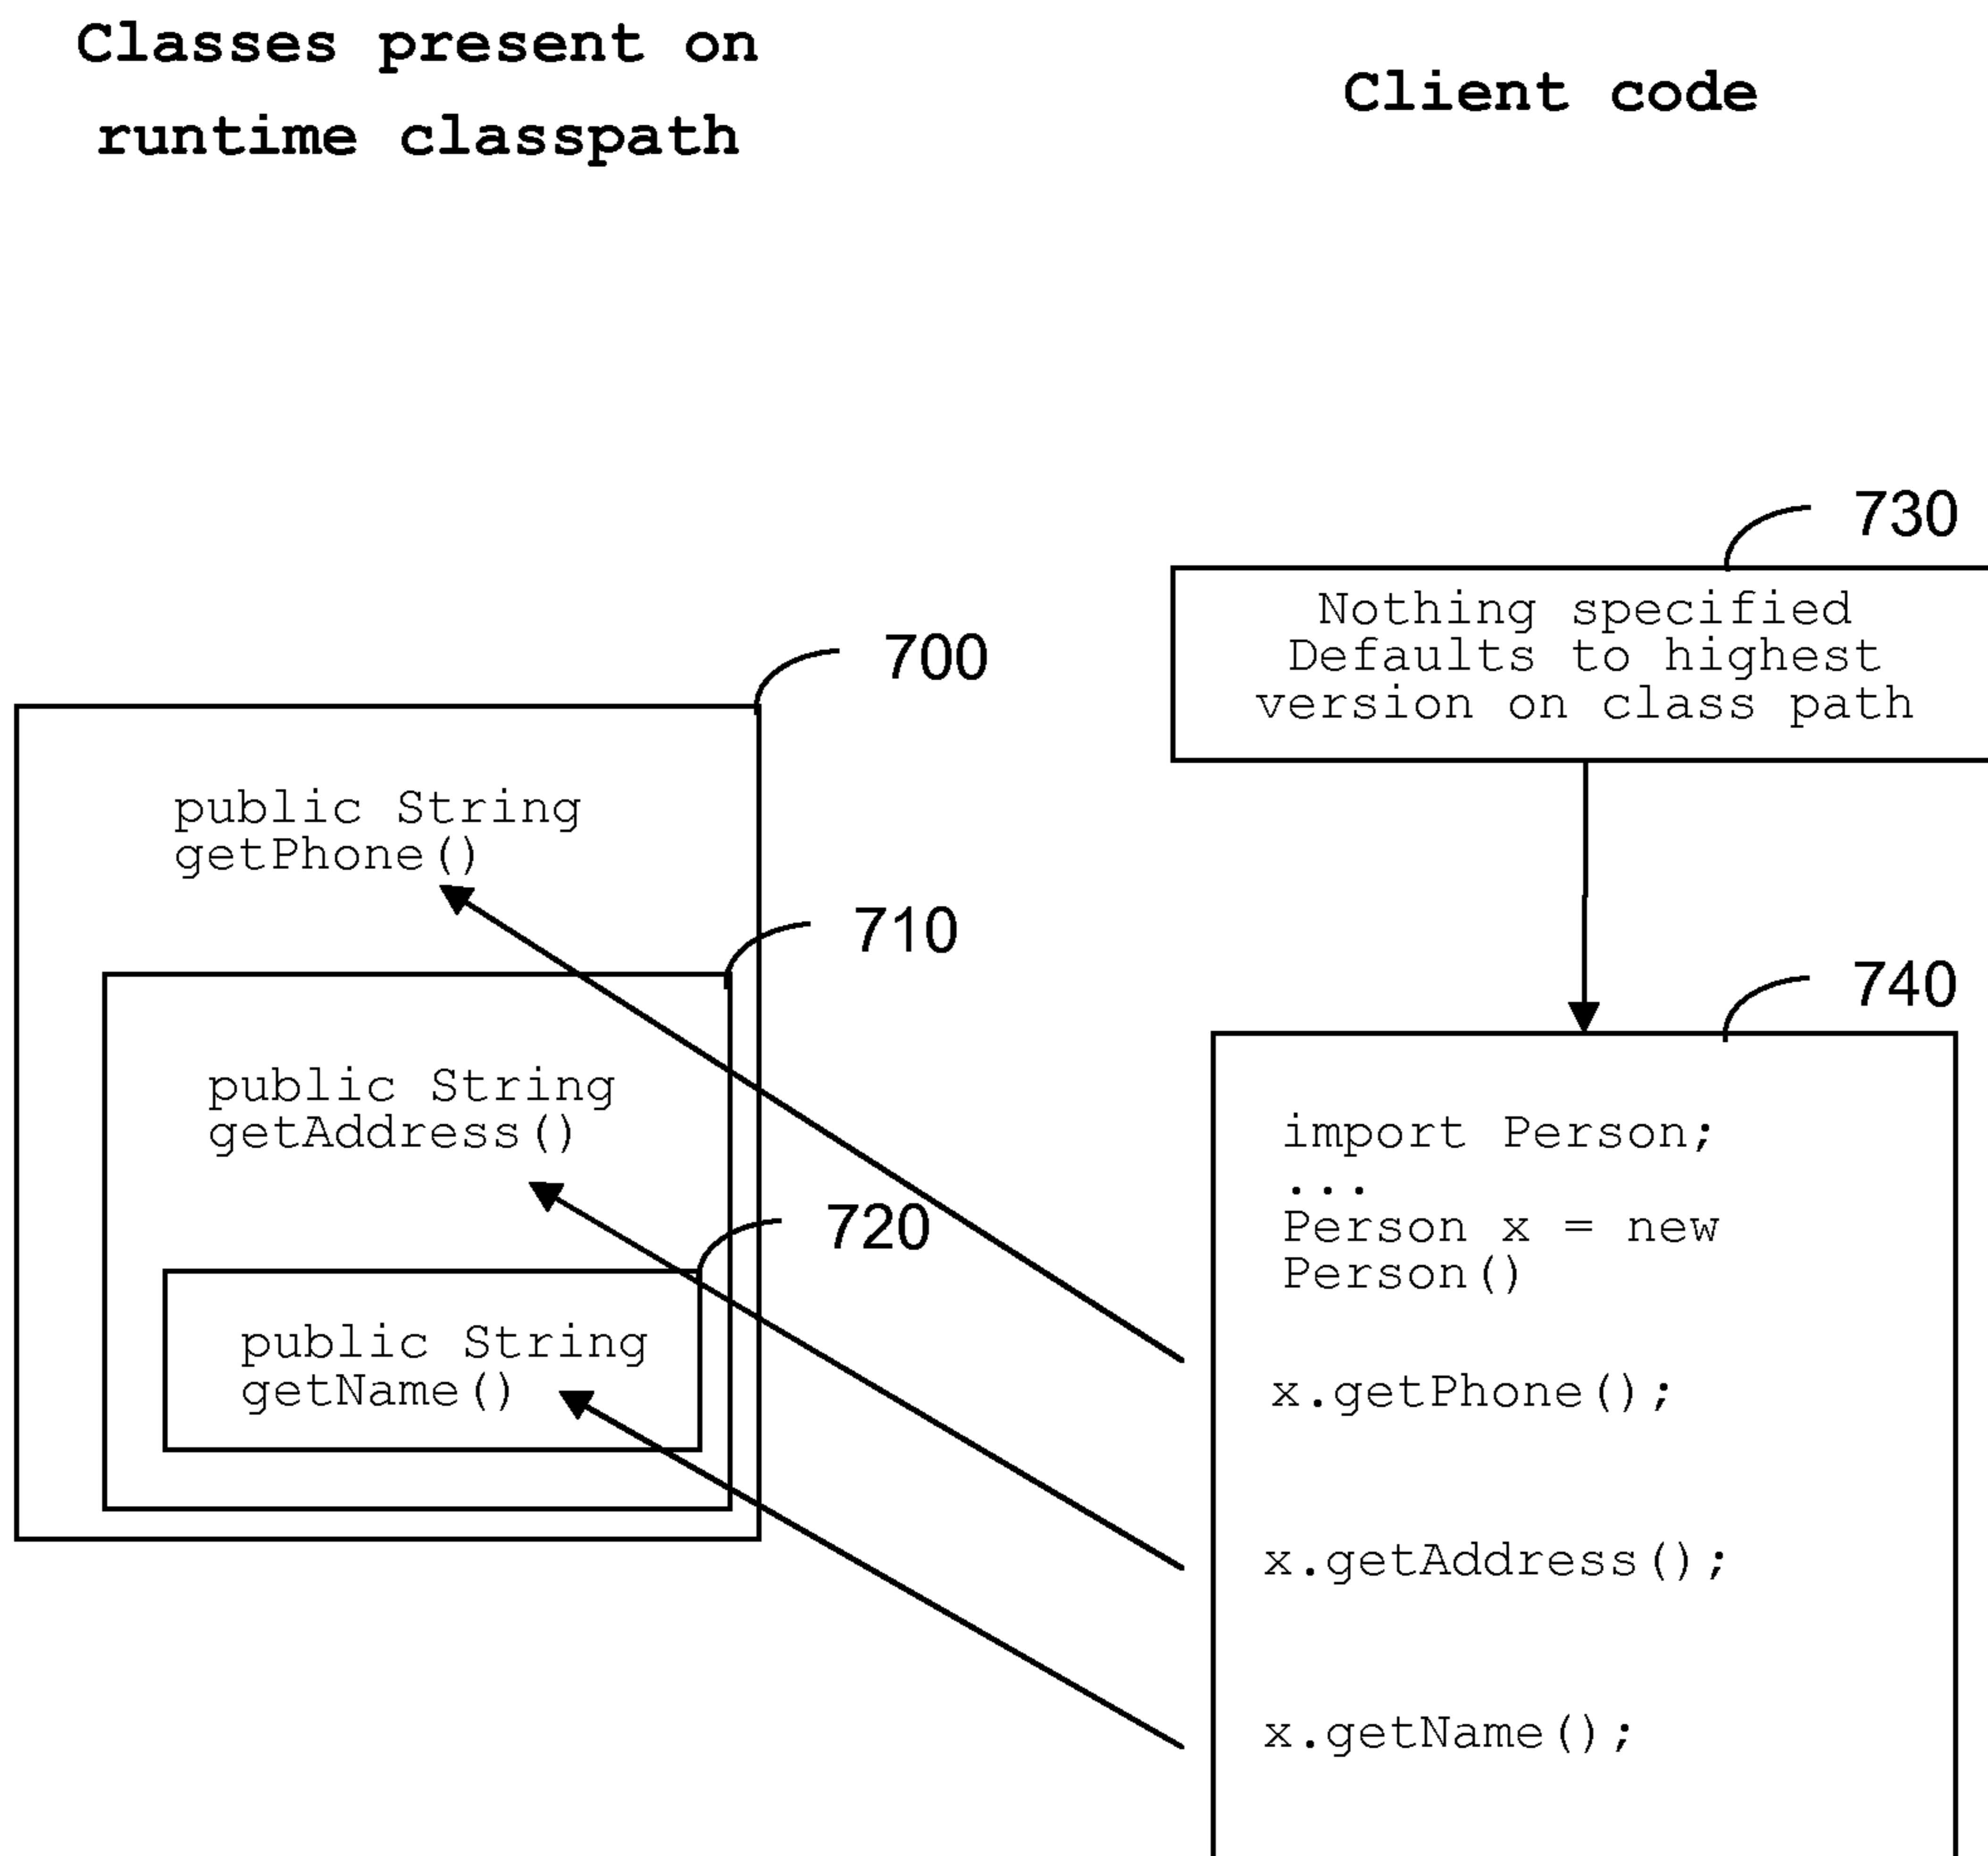 Classes present on
runtime classpath
Client code
730
Nothing specified
Defaults to highest
version on class path
700
public String
getPhone()
710
public String
getAddress()
720
public String
getName()
740
import Person;
...
Person x = new
Person()
x.getPhone();
x.getAddress();
x.getName();